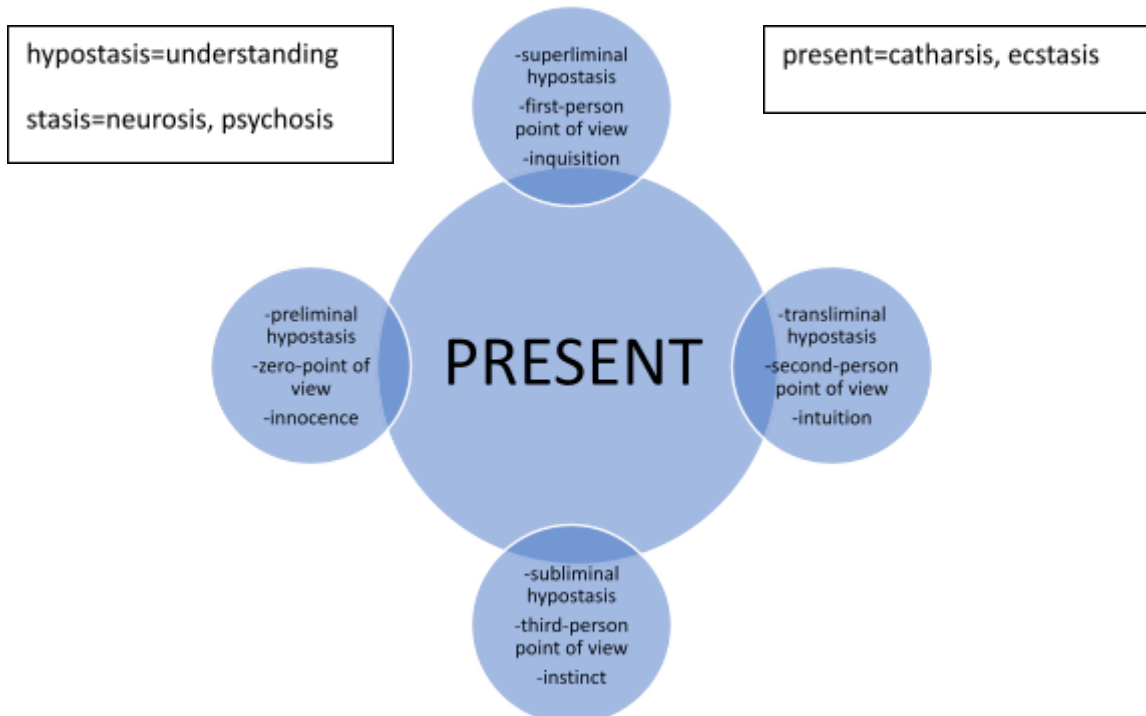 hypostasis=understanding
stasis=neurosis, psychosis
present=catharsis, ecstasis
-superliminal
hypostasis
-first-person
point of view
-inquisition
-preliminal
hypostasis
-zero-point of
view
-innocence
PRESENT
-transliminal
hypostasis
-second-person
point of view
-intuition
-subliminal
hypostasis
-third-person
point of view
-instinct